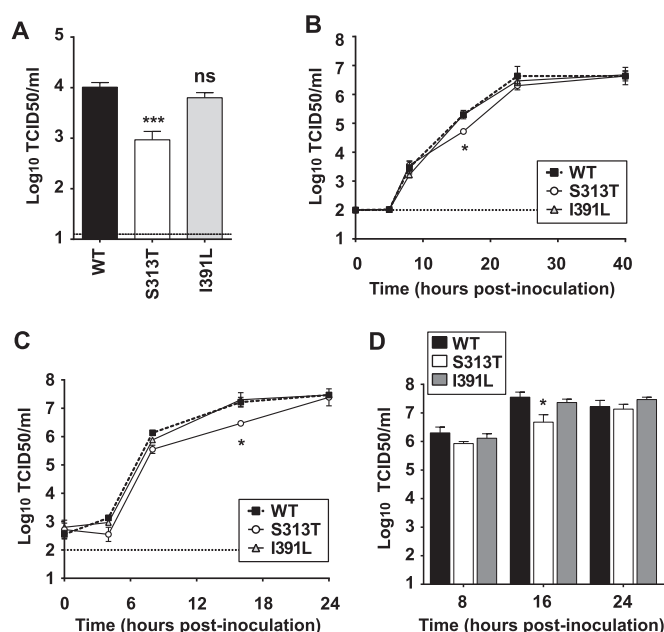 A
Log10 TCID50/ml
5
4
3
2
1
***
ns
WT
S313T
I391L
B
Log10 TCID50/ml
8
7
6
5
4
3
2
1
*
WT
S313T
I391L
0 8 16 24 32 40
Time (hours post-inoculation)
C
Log10 TCID50/ml
8
7
6
5
4
3
2
1
*
WT
S313T
I391L
0 6 12 18 24
Time (hours post-inoculation)
D
WT
S313T
I391L
Log10 TCID50/ml
8
7
6
5
4
3
2
1
*
8 16 24
Time (hours post-inoculation)